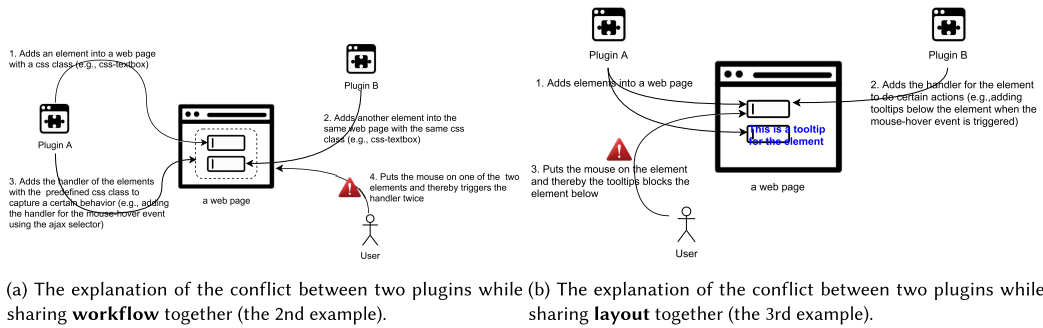 1. Adds an element into a web page
with a css class (e.g., css-textbox)
Plugin A
Plugin B
2. Adds another element into the
same web page with the same css
class (e.g., css-textbox)
3. Adds the handler of the elements
with the predefined css class to
capture a certain behavior (e.g., adding
the handler for the mouse-hover event
using the ajax selector)
a web page
4. Puts the mouse on one of the two
elements and thereby triggers the
handler twice
User
(a) The explanation of the conflict between two plugins while
sharing workflow together (the 2nd example).
Plugin A
Plugin B
1. Adds elements into a web page
2. Adds the handler for the element
to do certain actions (e.g.,adding
tooltips below the element when the
mouse-hover event is triggered)
This is a tooltip
for the element
3. Puts the mouse on the element
and thereby the tooltips blocks the
element below
a web page
User
(b) The explanation of the conflict between two plugins while
sharing layout together (the 3rd example).